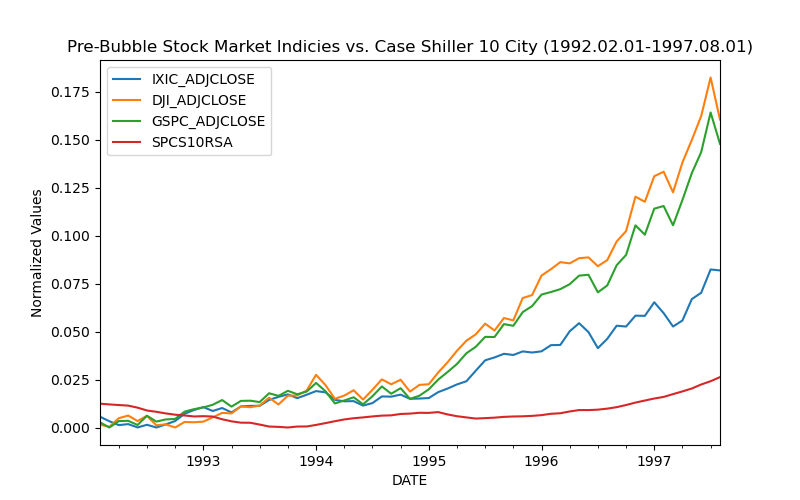 Pre-Bubble Stock Market Indicies vs. Case Shiller 10 City (1992.02.01-1997.08.01)
IXIC_ADJCLOSE
DJI_ADJCLOSE
GSPC_ADJCLOSE
SPCS10RSA
0.175
0.150
0.125
0.100
0.075
0.050
0.025
0.000
Normalized Values
1993
1994
1995
1996
1997
DATE